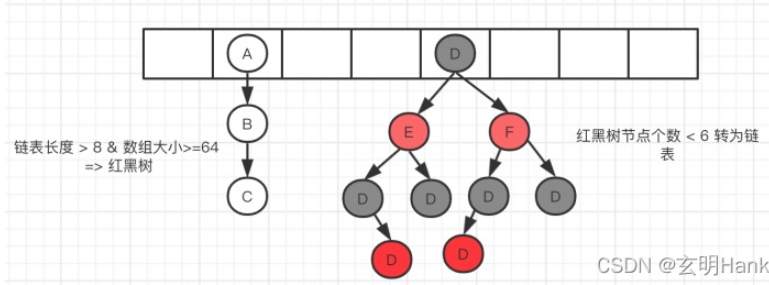 A
D
B
E
F
链表长度 > 8 & 数组大小>=64
=> 红黑树
红黑树节点个数 < 6 转为链
表
C
D
D
D
D
D
D
CSDN @玄明Hank